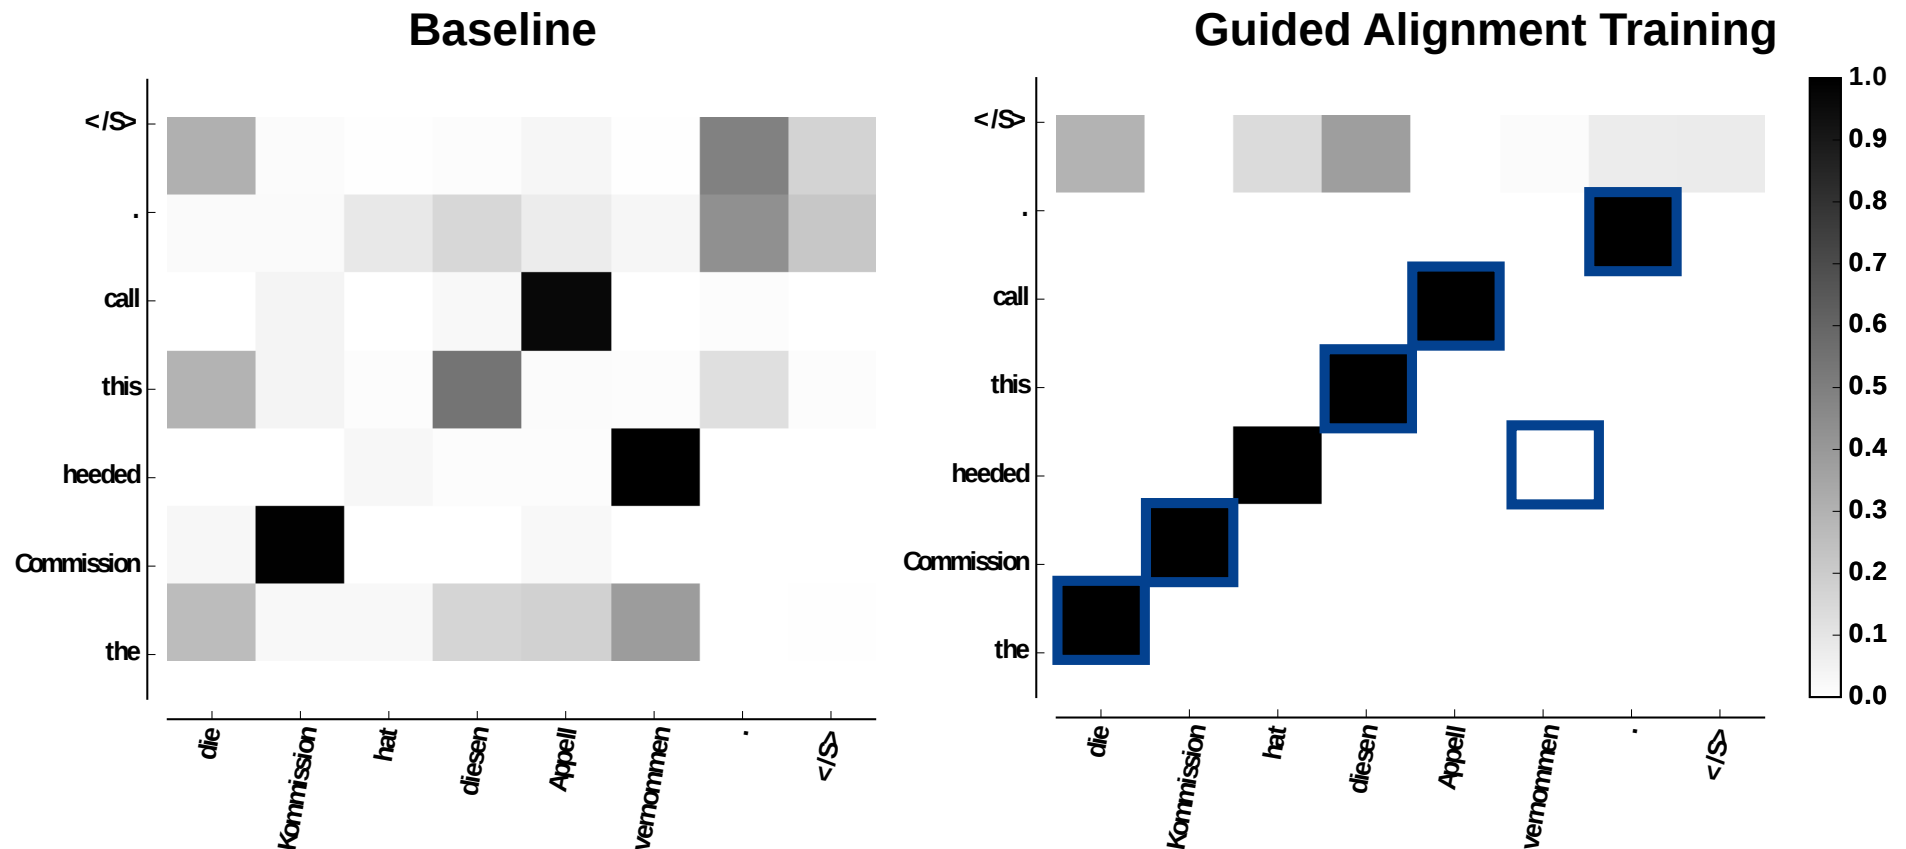 Baseline
</S>
.
call
this
heeded
Commission
the
die
Kommission
hat
diesen
Appell
vernommen
.
</S>
Guided Alignment Training
</S>
.
call
this
heeded
Commission
the
die
Kommission
hat
diesen
Appell
vernommen
.
</S>
1.0
0.9
0.8
0.7
0.6
0.5
0.4
0.3
0.2
0.1
0.0